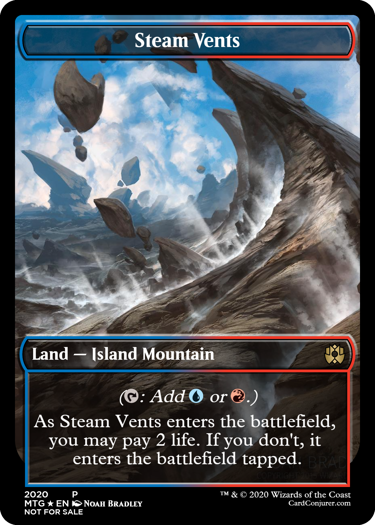 Steam Vents
Land — Island Mountain
(: Add or .)
As Steam Vents enters the battlefield,
you may pay 2 life. If you don't, it
enters the battlefield tapped.
2020 P
MTG ★ EN Noah Bradley
NOT FOR SALE
™ & © 2020 Wizards of the Coast
CardConjurer.com